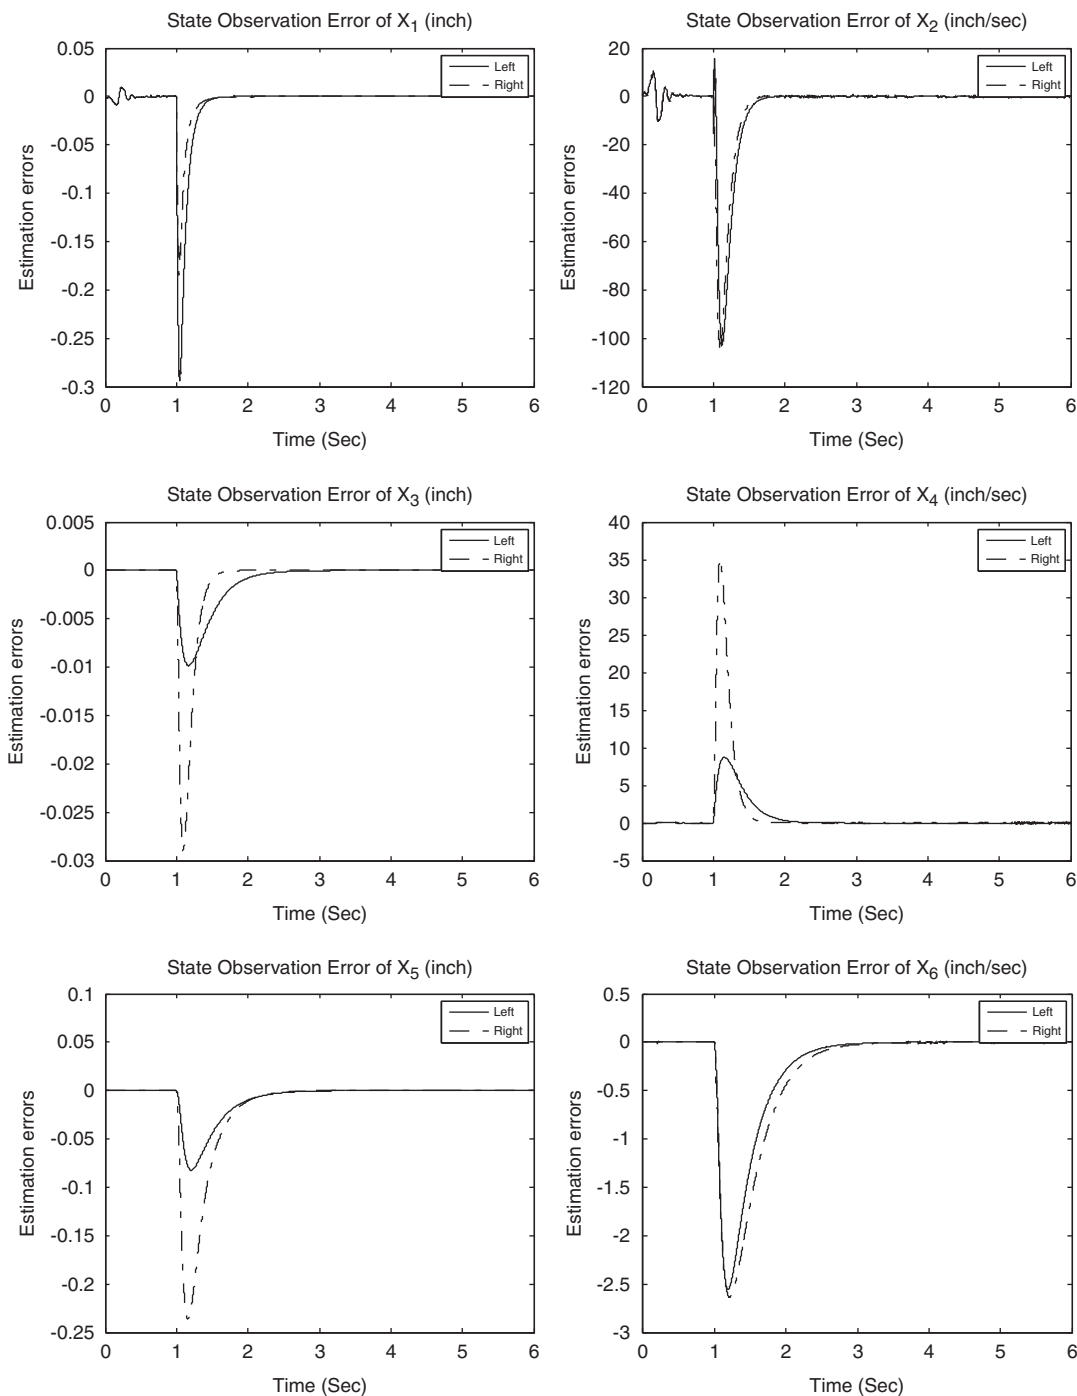 State Observation Error of X1 (inch)
0.05
0
-0.05
-0.1
-0.15
-0.2
-0.25
-0.3
Estimation errors
Left
Right
0 1 2 3 4 5 6
Time (Sec)
State Observation Error of X2 (inch/sec)
20
0
-20
-40
-60
-80
-100
-120
Estimation errors
Left
Right
0 1 2 3 4 5 6
Time (Sec)
State Observation Error of X3 (inch)
0.005
0
-0.005
-0.01
-0.015
-0.02
-0.025
-0.03
Estimation errors
Left
Right
0 1 2 3 4 5 6
Time (Sec)
State Observation Error of X4 (inch/sec)
40
35
30
25
20
15
10
5
0
-5
Estimation errors
Left
Right
0 1 2 3 4 5 6
Time (Sec)
State Observation Error of X5 (inch)
0.1
0.05
0
-0.05
-0.1
-0.15
-0.2
-0.25
Estimation errors
Left
Right
0 1 2 3 4 5 6
Time (Sec)
State Observation Error of X6 (inch/sec)
0.5
0
-0.5
-1
-1.5
-2
-2.5
-3
Estimation errors
Left
Right
0 1 2 3 4 5 6
Time (Sec)